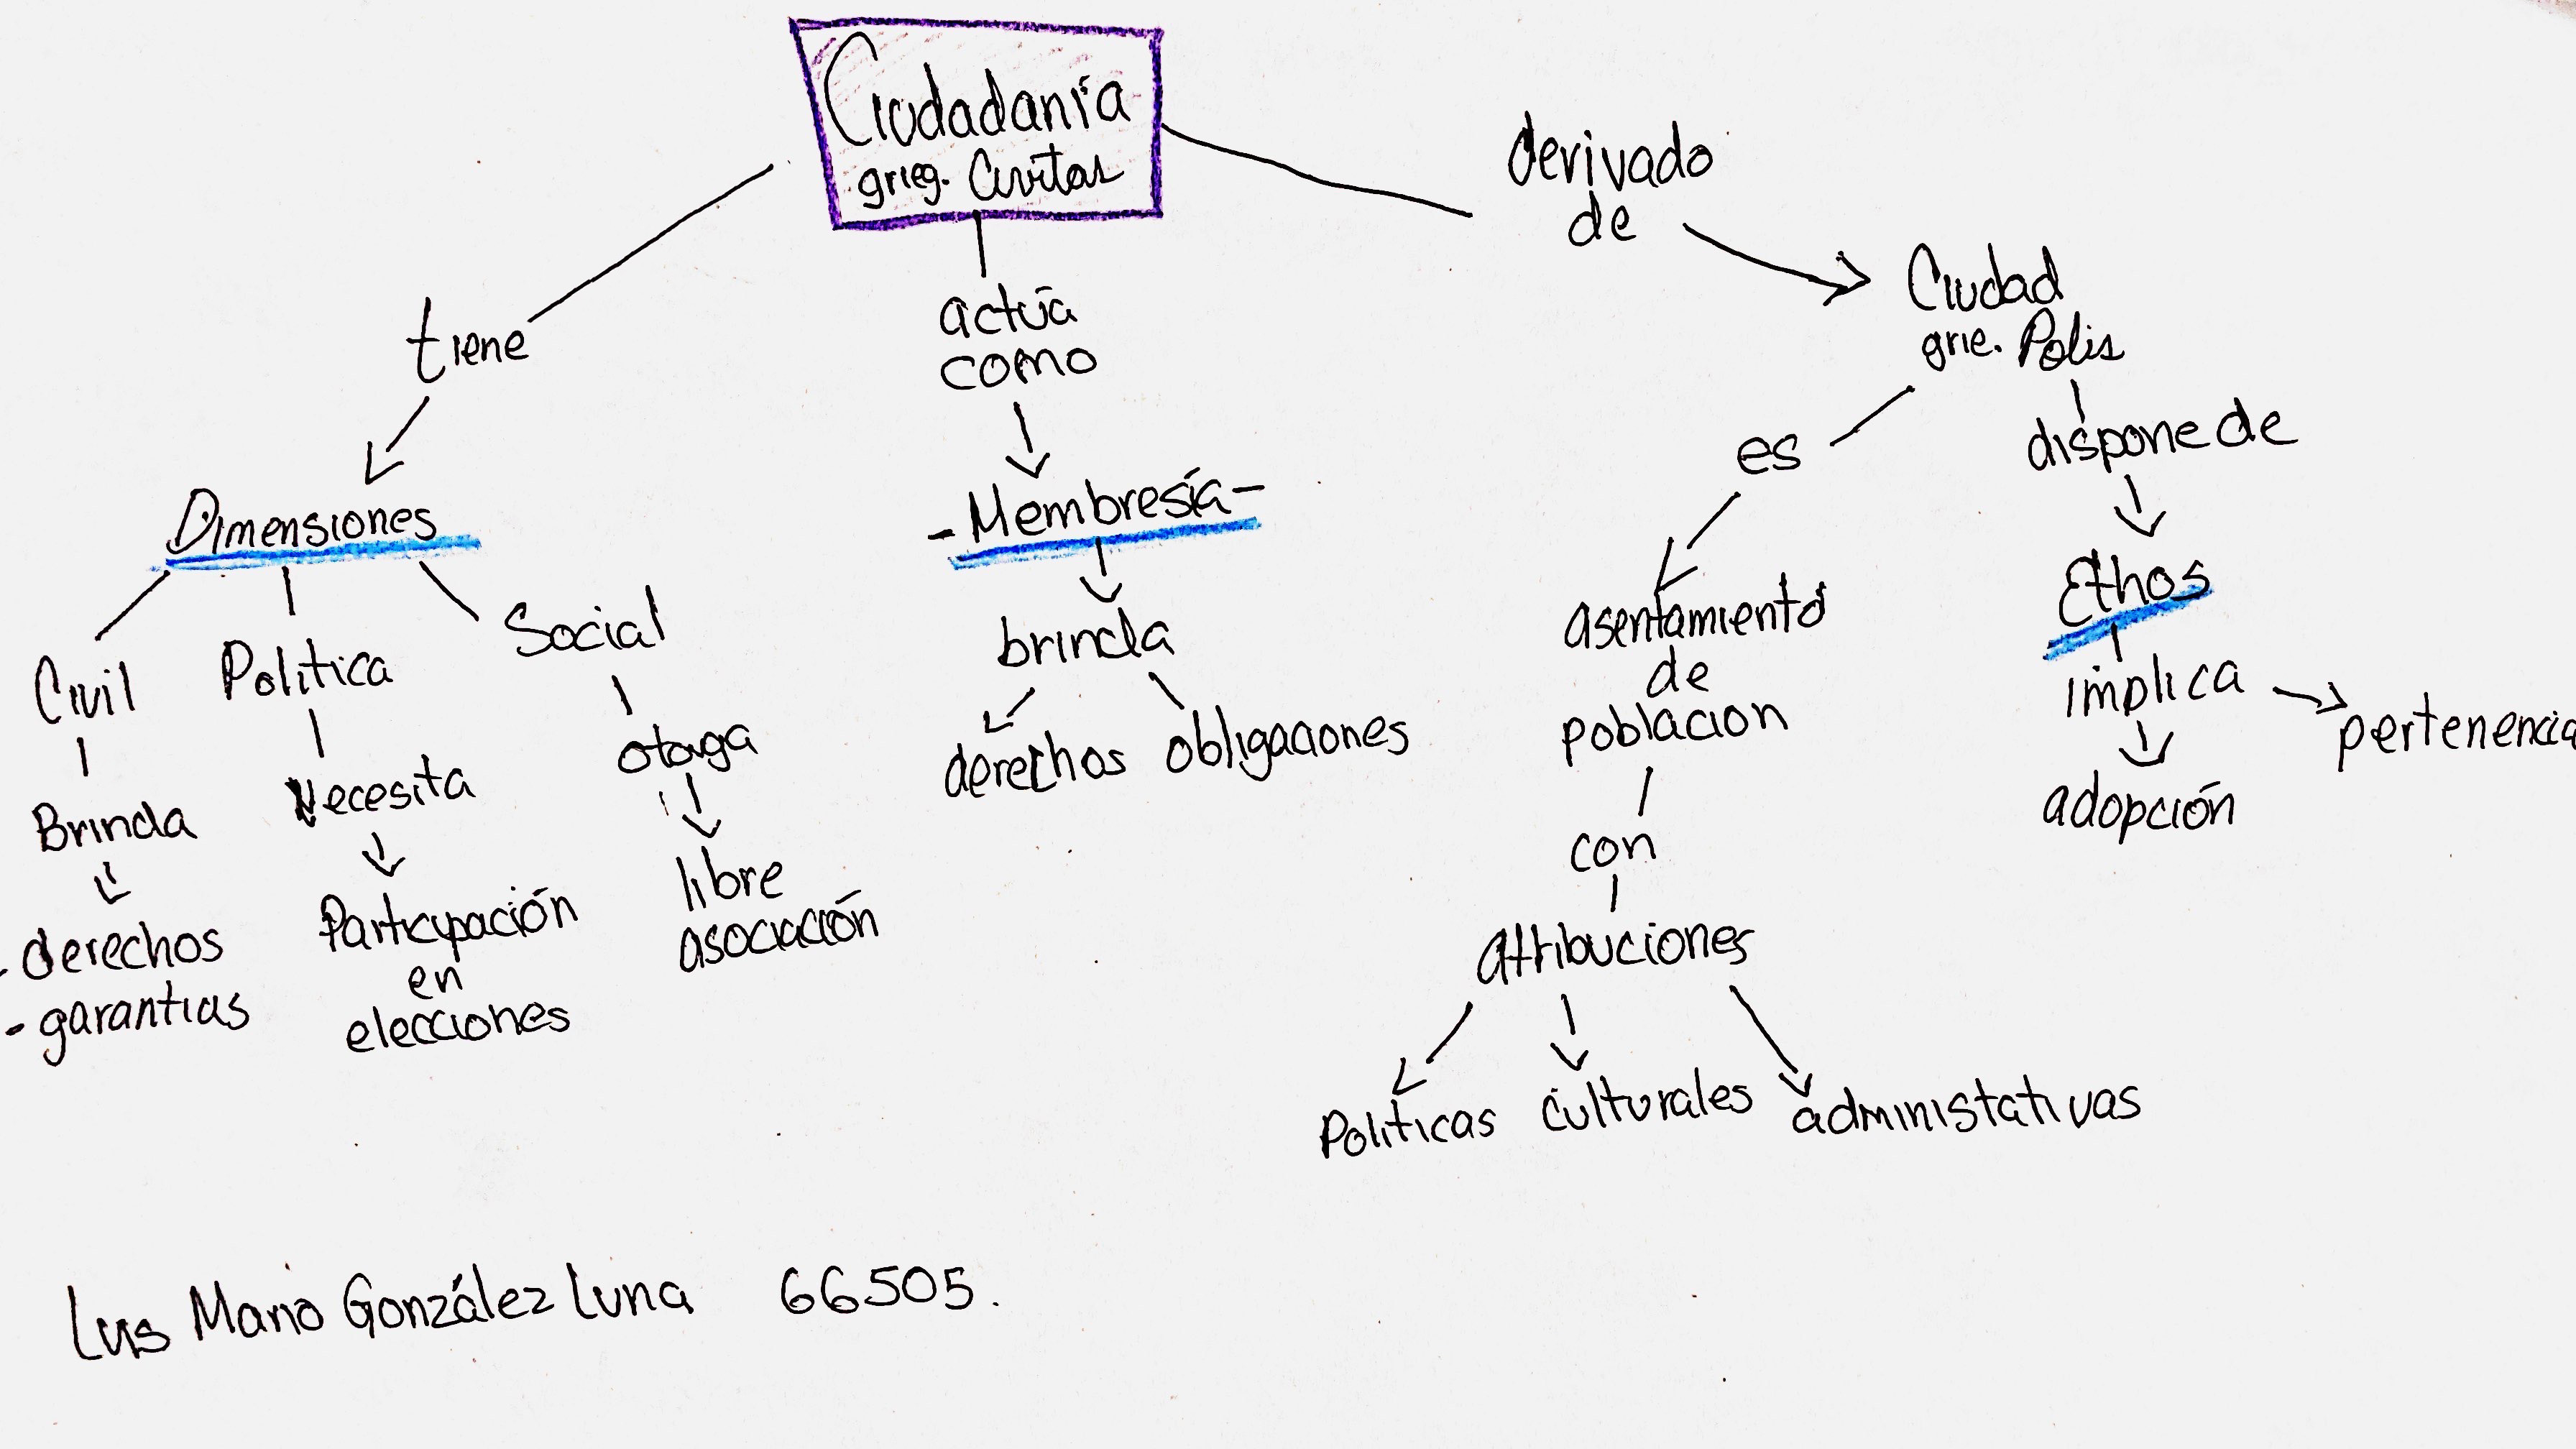 Ciudadanía
grieg. Civitas
tiene
Dimensiones
Civil
Brinda
- derechos
- garantias
Politica
Necesita
Participación
en
elecciones
Social
otorga
libre
asociación
actúa
como
- Membresía -
brinda
derechos
obligaciones
derivado
de
Ciudad
grie. Polis
es
asentamiento
de
poblacion
con
atribuciones
Politicas
culturales
administativas
dispone de
Ethos
implica
adopción
pertenencia
Luis Mario González Luna 66505.